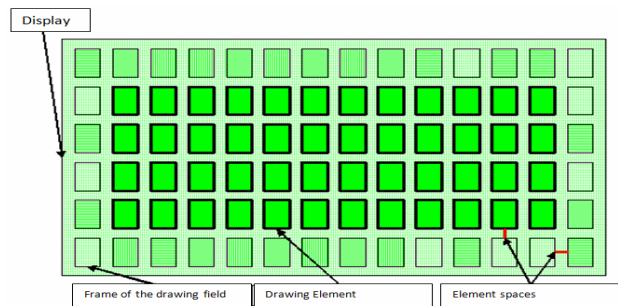 Display
Frame of the drawing field
Drawing Element
Element spaces